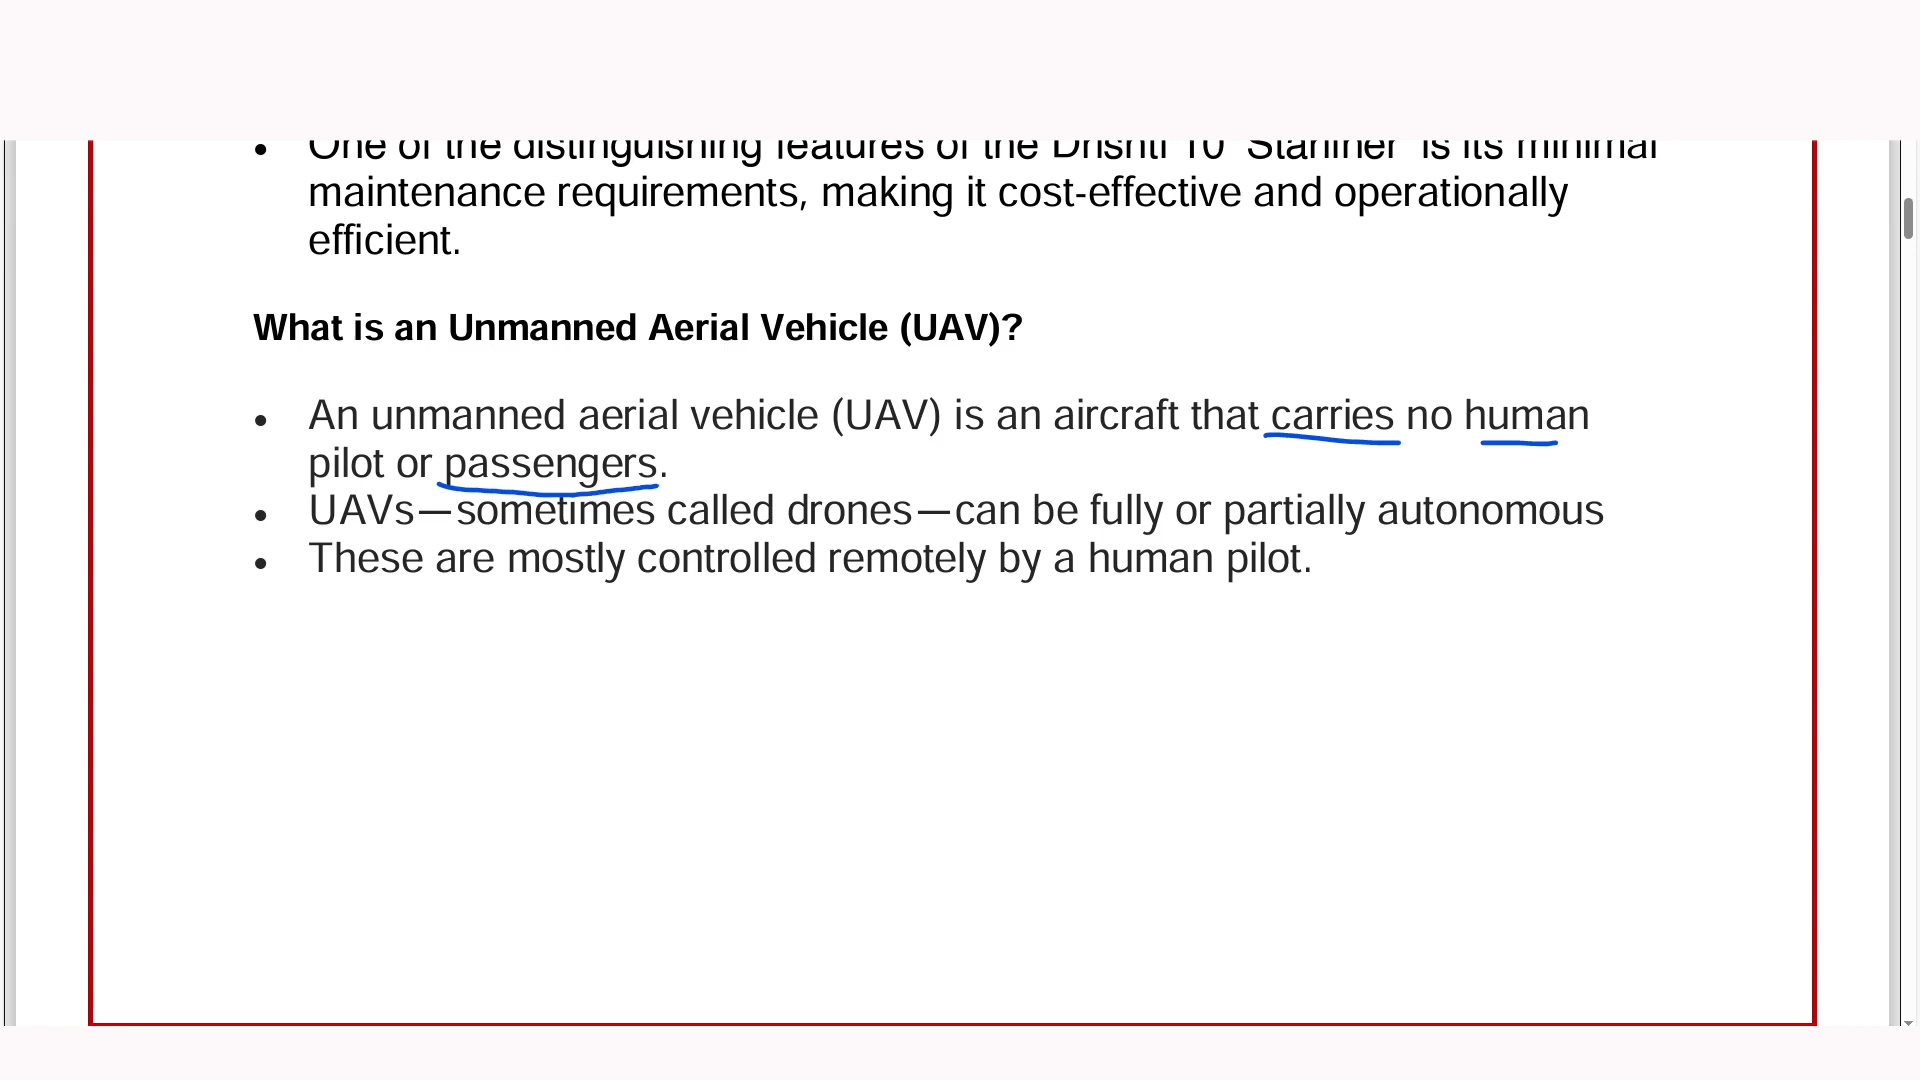 • One of the distinguishing features of the Drishti 10 'Starliner' is its minimal
maintenance requirements, making it cost-effective and operationally
efficient.
What is an Unmanned Aerial Vehicle (UAV)?
• An unmanned aerial vehicle (UAV) is an aircraft that carries no human
pilot or passengers.
• UAVs—sometimes called drones—can be fully or partially autonomous
• These are mostly controlled remotely by a human pilot.